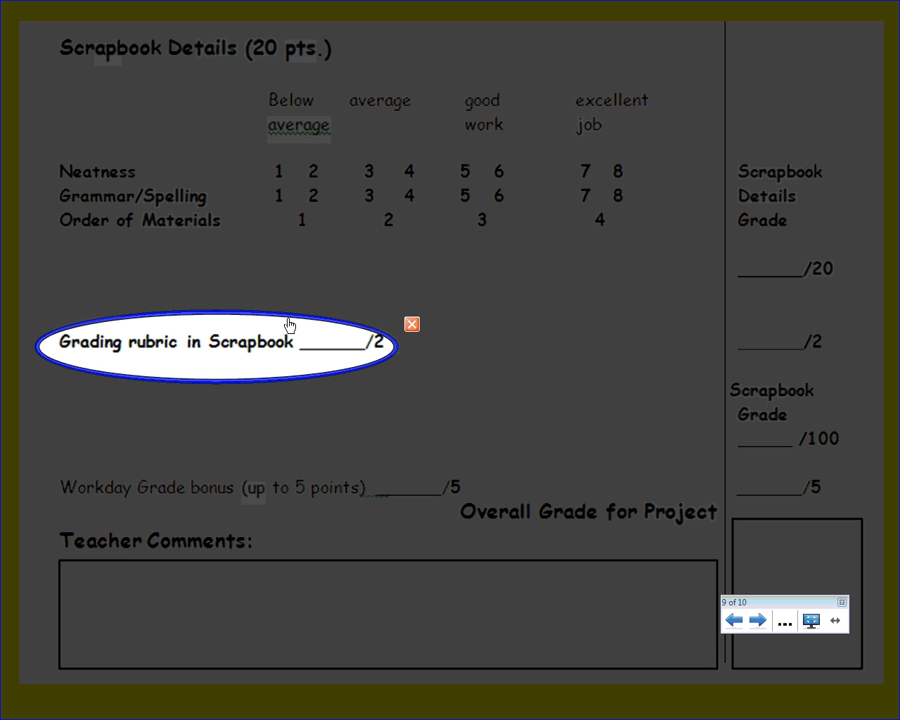 Scrapbook Details (20 pts.)
Below average good excellent
average work job
Neatness 1 2 3 4 5 6 7 8 Scrapbook
Grammar/Spelling 1 2 3 4 5 6 7 8 Details
Order of Materials 1 2 3 4 Grade
_______/20
Grading rubric in Scrapbook _______/2 _______/2
Scrapbook
Grade
______ /100
Workday Grade bonus (up to 5 points)_________/5 _______/5
Overall Grade for Project
Teacher Comments:
9 of 10
...